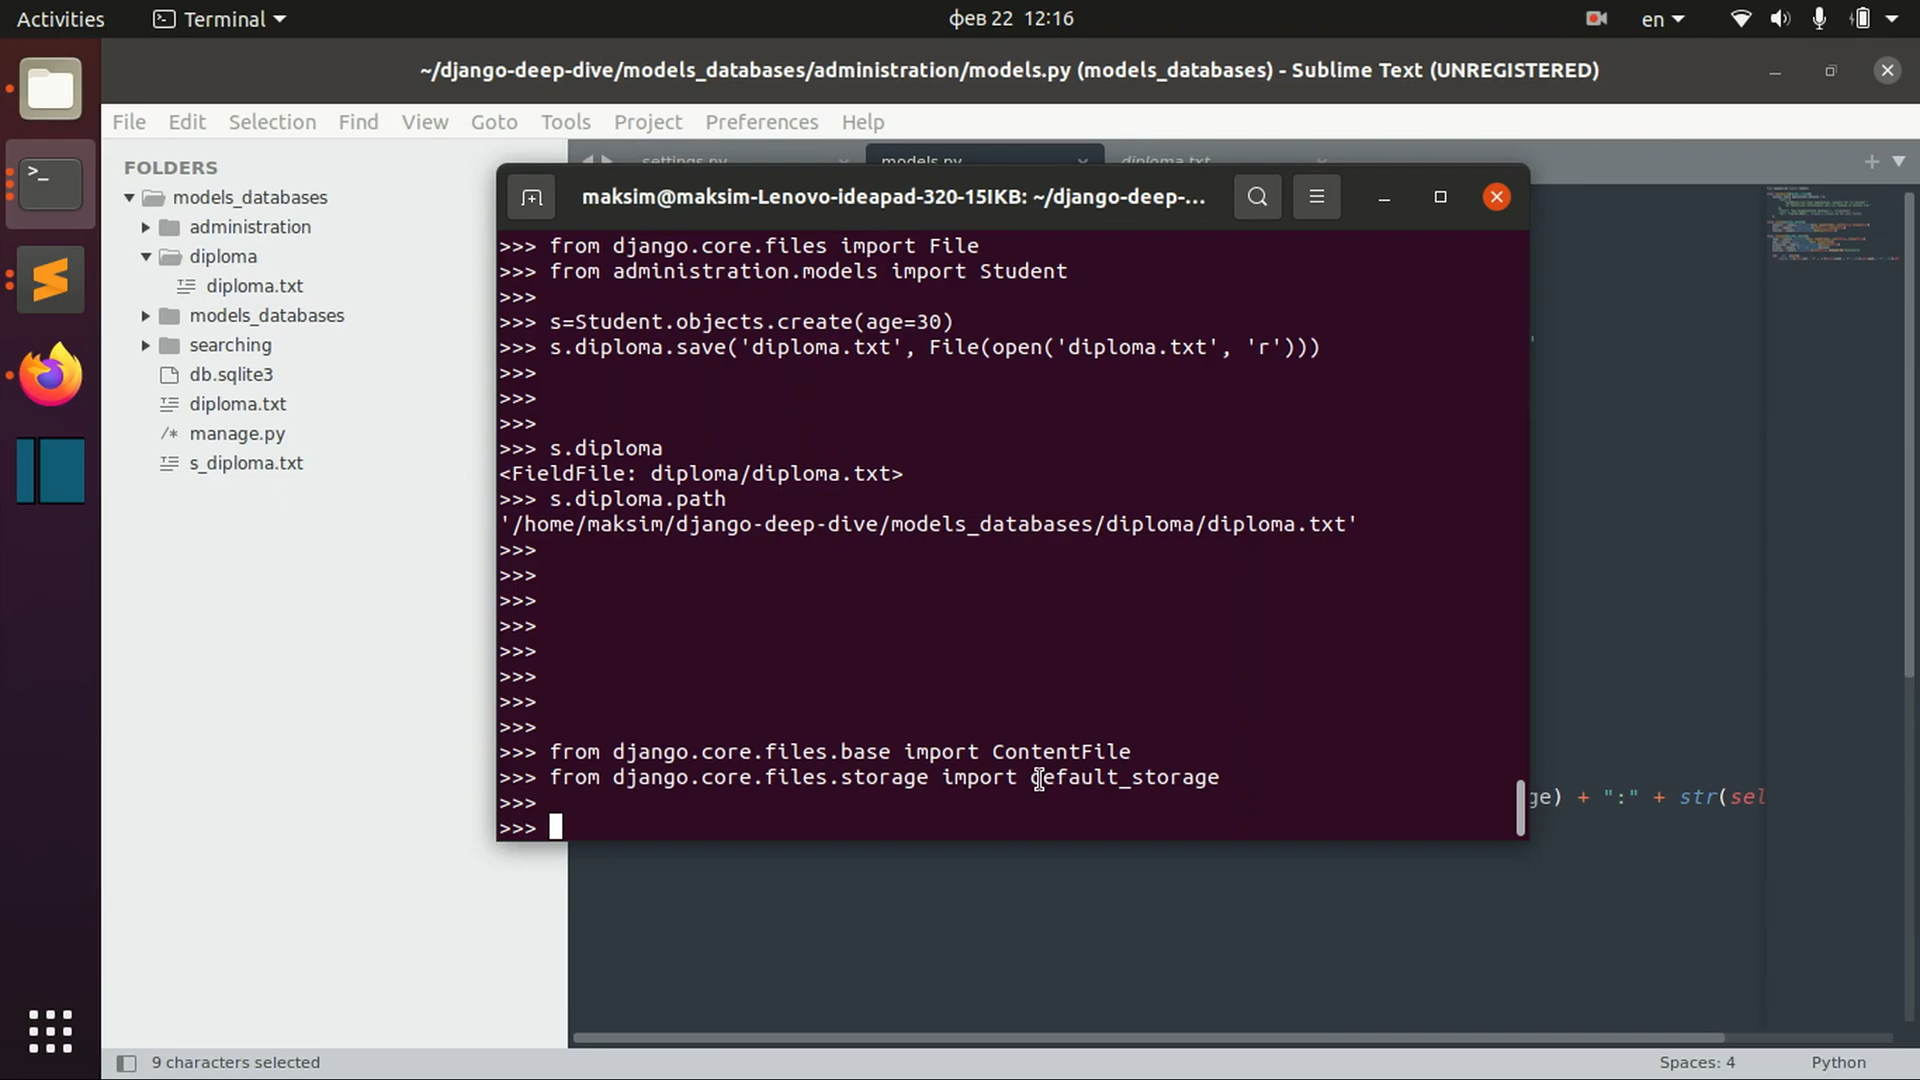 Activities
Terminal
фев 22 12:16
en
~/django-deep-dive/models_databases/administration/models.py (models_databases) - Sublime Text (UNREGISTERED)
File Edit Selection Find View Goto Tools Project Preferences Help
FOLDERS
models_databases
administration
diploma
diploma.txt
models_databases
searching
db.sqlite3
diploma.txt
manage.py
s_diploma.txt
settings.py
models.py
diploma.txt
maksim@maksim-Lenovo-ideapad-320-15IKB: ~/django-deep-...
>>> from django.core.files import File
>>> from administration.models import Student
>>>
>>> s=Student.objects.create(age=30)
>>> s.diploma.save('diploma.txt', File(open('diploma.txt', 'r')))
>>>
>>>
>>>
>>> s.diploma
<FieldFile: diploma/diploma.txt>
>>> s.diploma.path
'/home/maksim/django-deep-dive/models_databases/diploma/diploma.txt'
>>>
>>>
>>>
>>>
>>>
>>>
>>>
>>>
>>> from django.core.files.base import ContentFile
>>> from django.core.files.storage import default_storage
>>>
>>>
ge) + ":" + str(sel
9 characters selected
Spaces: 4
Python